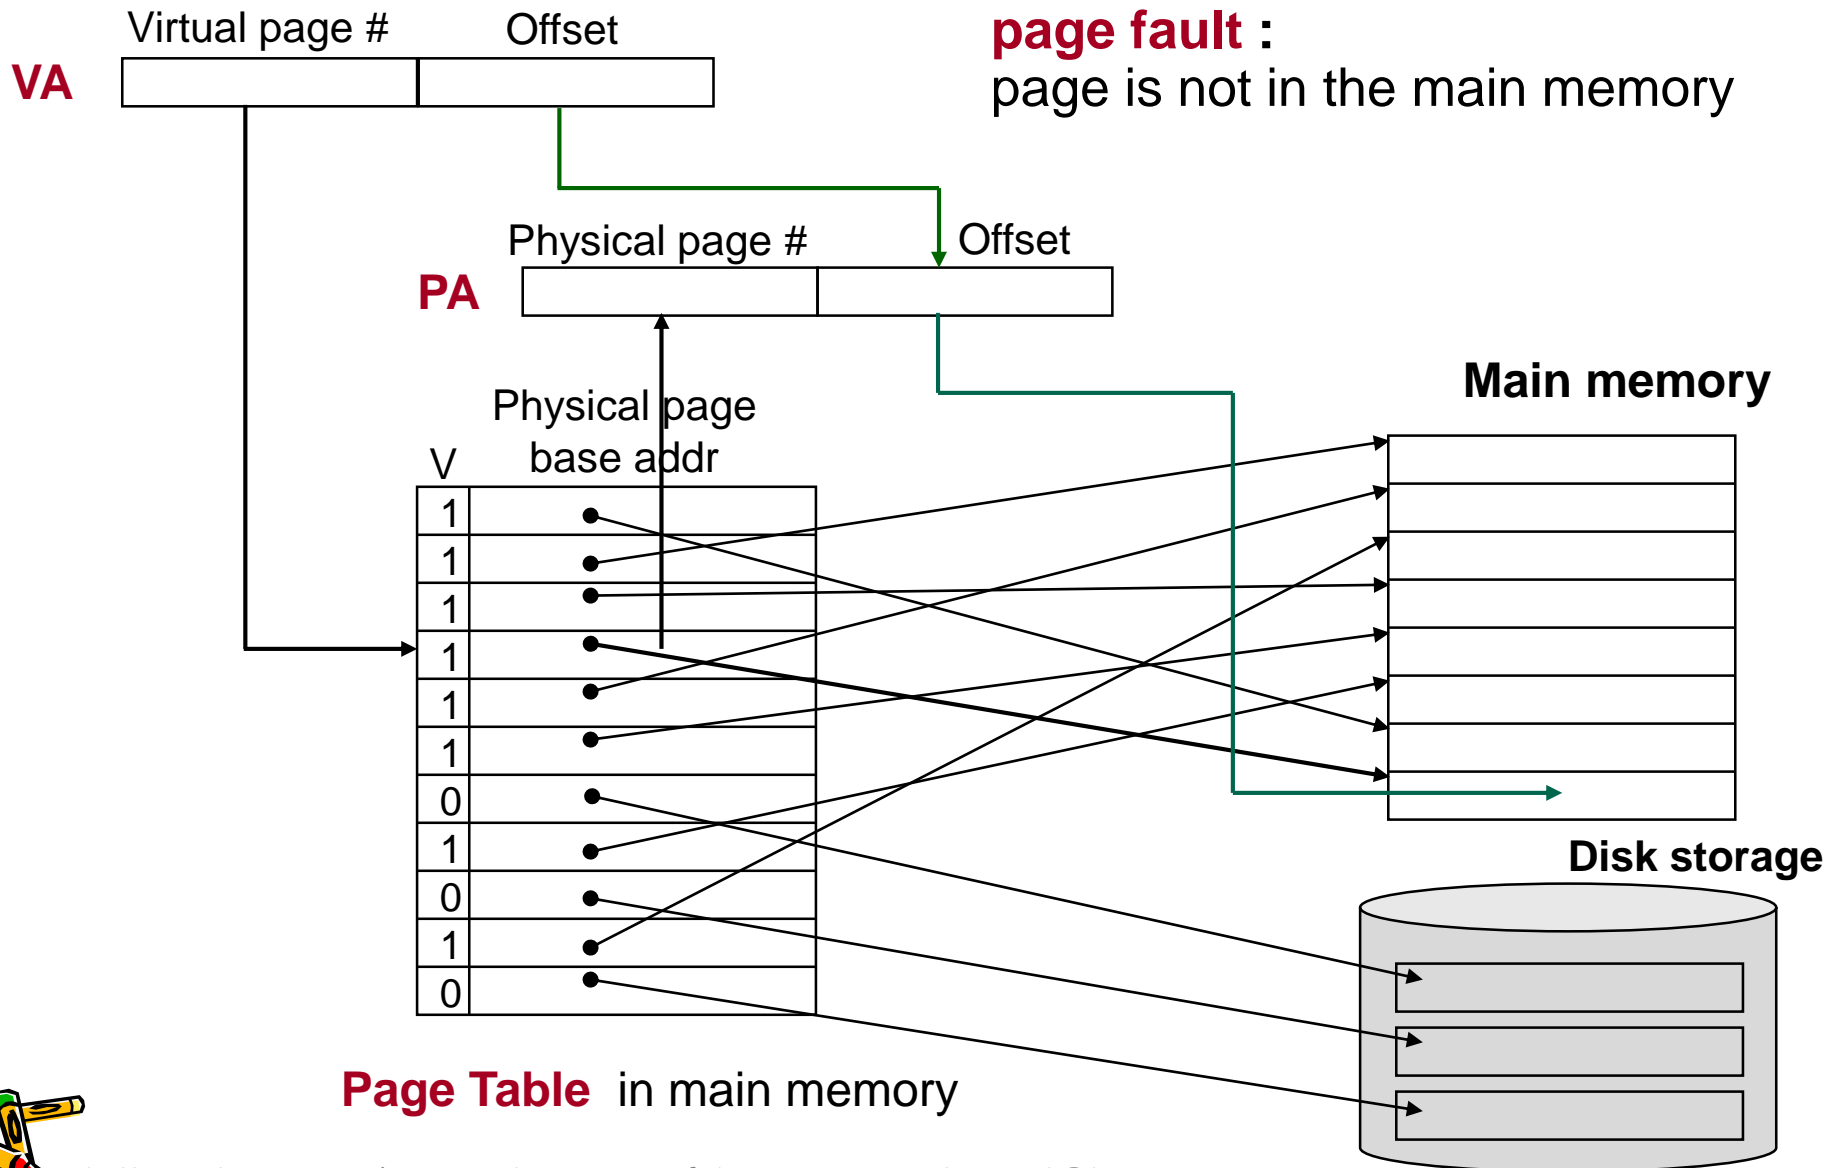 Virtual page # Offset
VA
page fault :
page is not in the main memory
Physical page # Offset
PA
Physical page
base addr
V
1
1
1
1
1
1
0
1
0
1
0
Main memory
Disk storage
Page Table in main memory